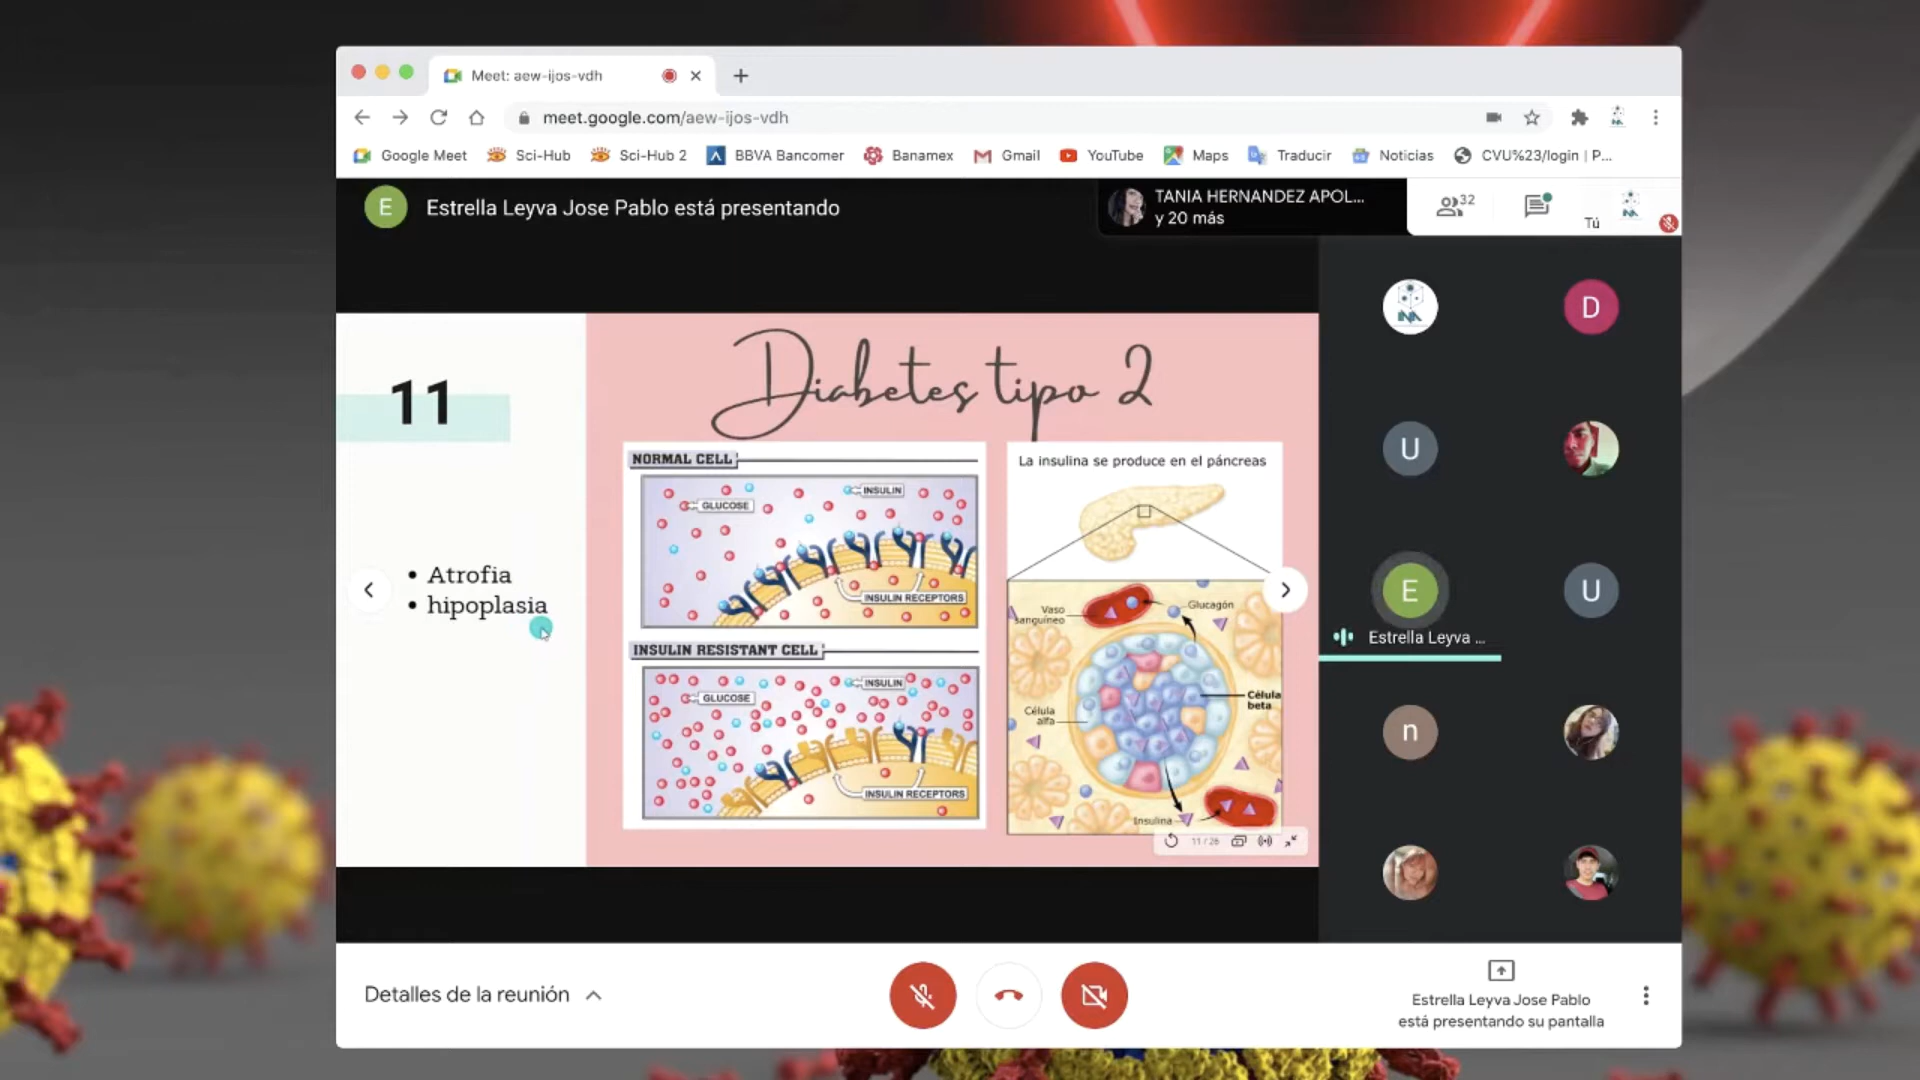 Meet: aew-ijos-vdh
meet.google.com/aew-ijos-vdh
Google Meet
Sci-Hub
Sci-Hub 2
BBVA Bancomer
Banamex
Gmail
YouTube
Maps
Traducir
Noticias
CVU%23/login | P...
E
Estrella Leyva Jose Pablo está presentando
TANIA HERNANDEZ APOL...
y 20 más
32
Tú
11
Diabetes tipo 2
• Atrofia
• hipoplasia
NORMAL CELL
INSULIN
GLUCOSE
INSULIN RECEPTORS
INSULIN RESISTANT CELL
INSULIN
GLUCOSE
INSULIN RECEPTORS
La insulina se produce en el páncreas
Vaso
sanguíneo
Glucagón
Célula
alfa
Célula
beta
Insulina
11 / 26
INA
D
U
E
U
Estrella Leyva ...
n
Detalles de la reunión
Estrella Leyva Jose Pablo
está presentando su pantalla